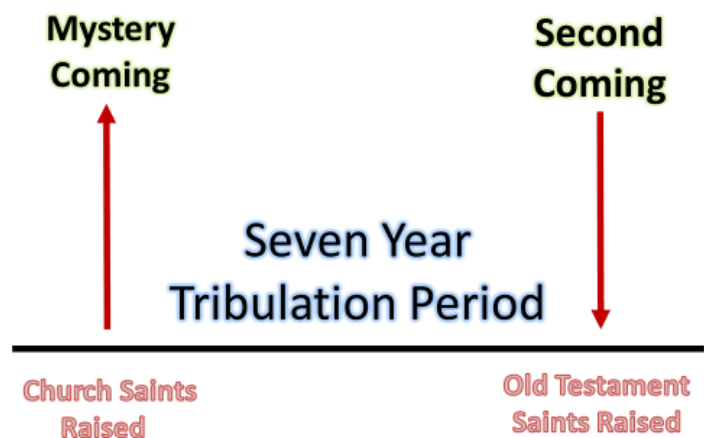 Mystery
Coming
Second
Coming
Seven Year
Tribulation Period
Church Saints
Raised
Old Testament
Saints Raised